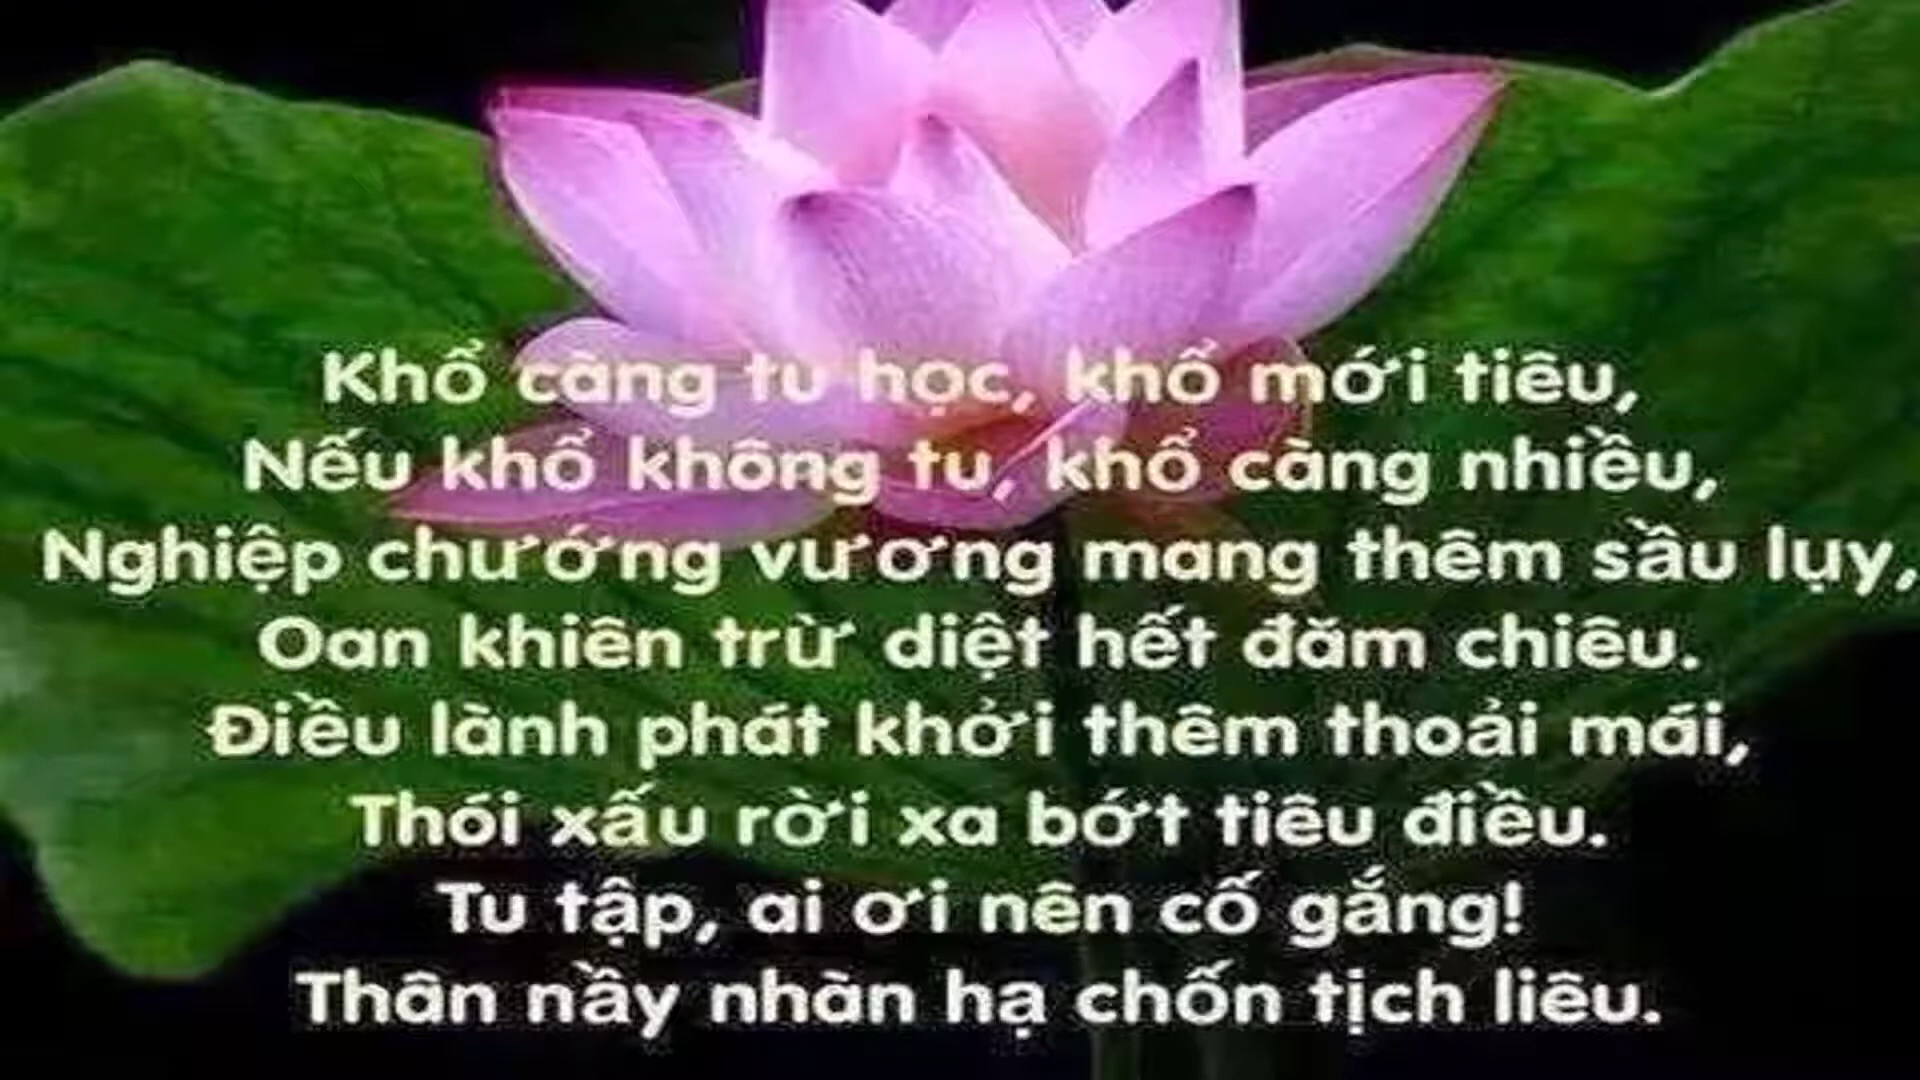 Khổ càng tu học, khổ mới tiêu,
Nếu khổ không tu, khổ càng nhiều,
Nghiệp chướng vương mang thêm sầu lụy,
Oan khiên trừ diệt hết đăm chiêu.
Điều lành phát khởi thêm thoải mái,
Thói xấu rời xa bớt tiêu điều.
Tu tập, ai ơi nên cố gắng!
Thân nầy nhàn hạ chốn tịch liêu.